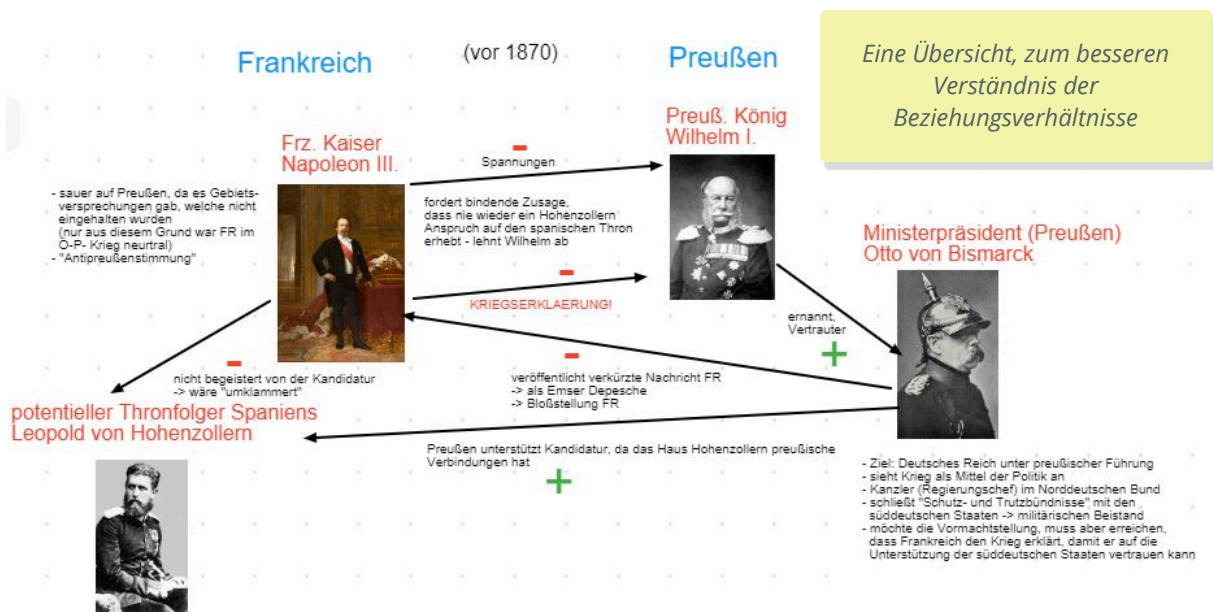 Frankreich
(vor 1870)
Preußen
Eine Übersicht, zum besseren
Verständnis der
Beziehungsverhältnisse
Frz. Kaiser
Napoleon III.
Preuß. König
Wilhelm I.
-
Spannungen
- sauer auf Preußen, da es Gebiets-
versprechungen gab, welche nicht
eingehalten wurden
(nur aus diesem Grund war FR im
Ö-P- Krieg neurtral)
- "Antipreußenstimmung"
fordert bindende Zusage,
dass nie wieder ein Hohenzollern
Anspruch auf den spanischen Thron
erhebt - lehnt Wilhelm ab
Ministerpräsident (Preußen)
Otto von Bismarck
-
KRIEGSERKLAERUNG!
ernannt,
Vertrauter
+
-
nicht begeistert von der Kandidatur
-> wäre "umklammert"
-
veröffentlicht verkürzte Nachricht FR
-> als Emser Depesche
-> Bloßstellung FR
potentieller Thronfolger Spaniens
Leopold von Hohenzollern
Preußen unterstützt Kandidatur, da das Haus Hohenzollern preußische
Verbindungen hat
+
- Ziel: Deutsches Reich unter preußischer Führung
- sieht Krieg als Mittel der Politik an
- Kanzler (Regierungschef) im Norddeutschen Bund
- schließt "Schutz- und Trutzbündnisse" mit den
süddeutschen Staaten -> militärischen Beistand
- möchte die Vormachtstellung, muss aber erreichen,
dass Frankreich den Krieg erklärt, damit er auf die
Unterstützung der süddeutschen Staaten vertrauen kann